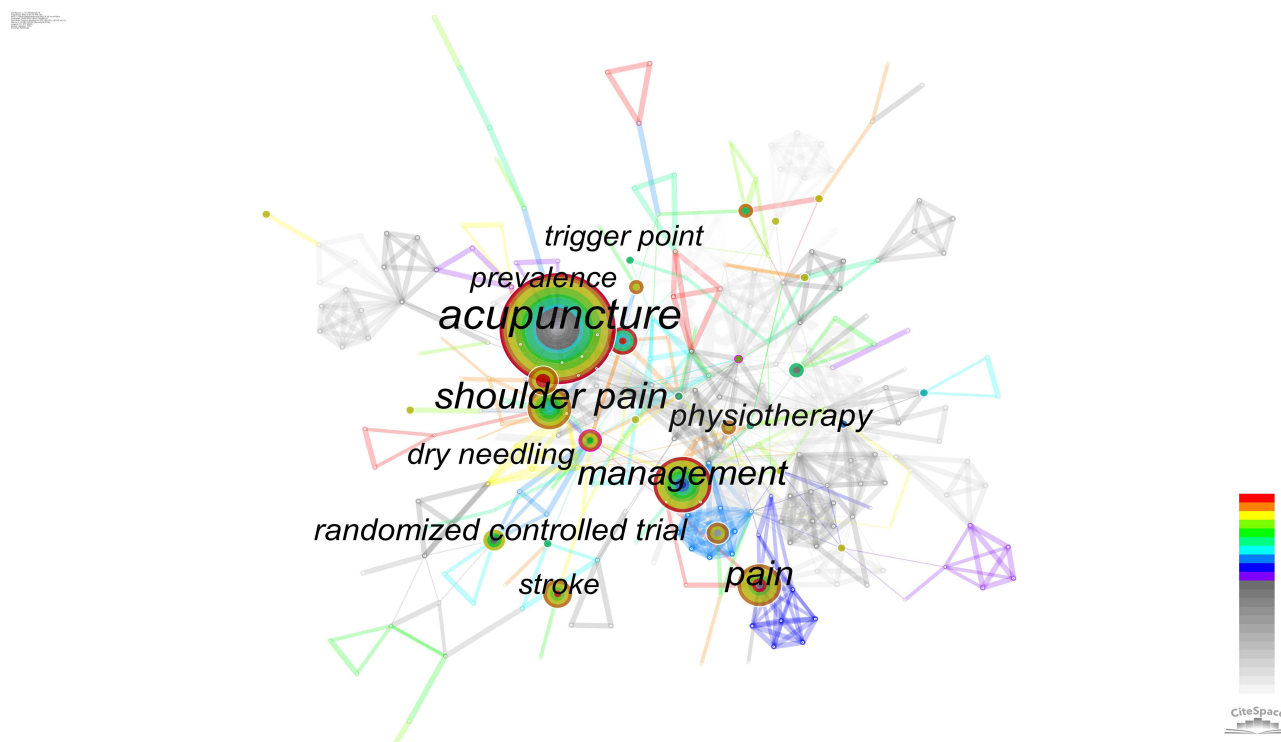 trigger point
prevalence
acupuncture
shoulder pain
physiotherapy
dry needling
management
randomized controlled trial
pain
stroke
CiteSpace